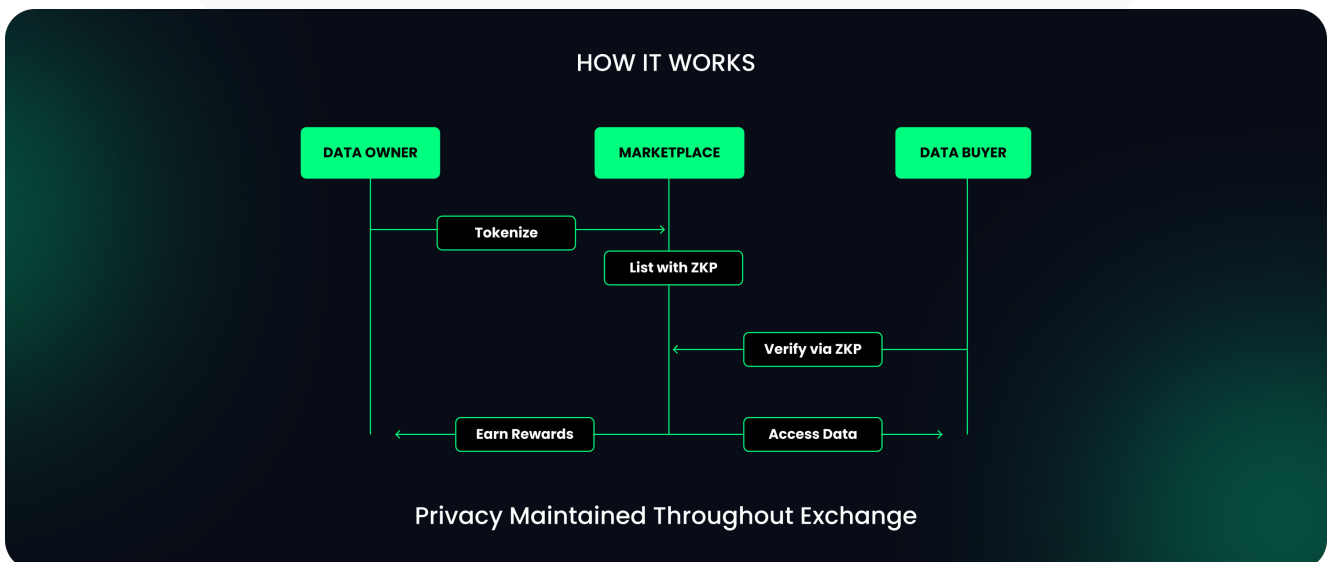 HOW IT WORKS
DATA OWNER
MARKETPLACE
DATA BUYER
Tokenize
List with ZKP
Verify via ZKP
Earn Rewards
Access Data
Privacy Maintained Throughout Exchange